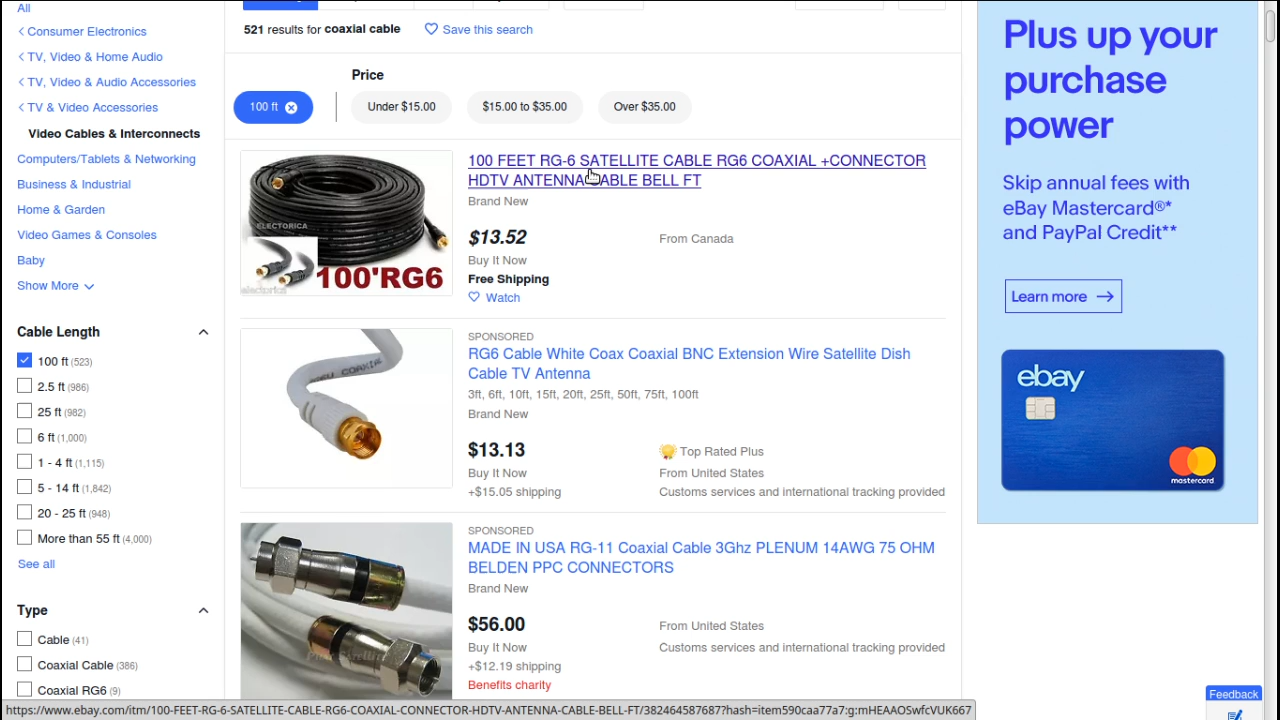 All
Consumer Electronics
TV, Video & Home Audio
TV, Video & Audio Accessories
TV & Video Accessories
Video Cables & Interconnects
Computers/Tablets & Networking
Business & Industrial
Home & Garden
Video Games & Consoles
Baby
Show More
Cable Length
100 ft (523)
2.5 ft (986)
25 ft (982)
6 ft (1,000)
1 - 4 ft (1,115)
5 - 14 ft (1,842)
20 - 25 ft (948)
More than 55 ft (4,000)
See all
Type
Cable (41)
Coaxial Cable (386)
Coaxial RG6 (9)
521 results for coaxial cable
Save this search
Price
100 ft
Under $15.00
$15.00 to $35.00
Over $35.00
ELECTORICA
electorica
100'RG6
100 FEET RG-6 SATELLITE CABLE RG6 COAXIAL +CONNECTOR
HDTV ANTENNA CABLE BELL FT
Brand New
$13.52
From Canada
Buy It Now
Free Shipping
Watch
COAXIAL
SPONSORED
RG6 Cable White Coax Coaxial BNC Extension Wire Satellite Dish
Cable TV Antenna
3ft, 6ft, 10ft, 15ft, 20ft, 25ft, 50ft, 75ft, 100ft
Brand New
$13.13
Top Rated Plus
Buy It Now
From United States
+$15.05 shipping
Customs services and international tracking provided
SPONSORED
MADE IN USA RG-11 Coaxial Cable 3Ghz PLENUM 14AWG 75 OHM
BELDEN PPC CONNECTORS
Brand New
$56.00
From United States
Buy It Now
Customs services and international tracking provided
+$12.19 shipping
Benefits charity
Plus up your
purchase
power
Skip annual fees with
eBay Mastercard®*
and PayPal Credit**
Learn more
ebay
mastercard
Feedback
https://www.ebay.com/itm/100-FEET-RG-6-SATELLITE-CABLE-RG6-COAXIAL-CONNECTOR-HDTV-ANTENNA-CABLE-BELL-FT/382464587687?hash=item590caa77a7:g:mHEAAOSwfcVUK667